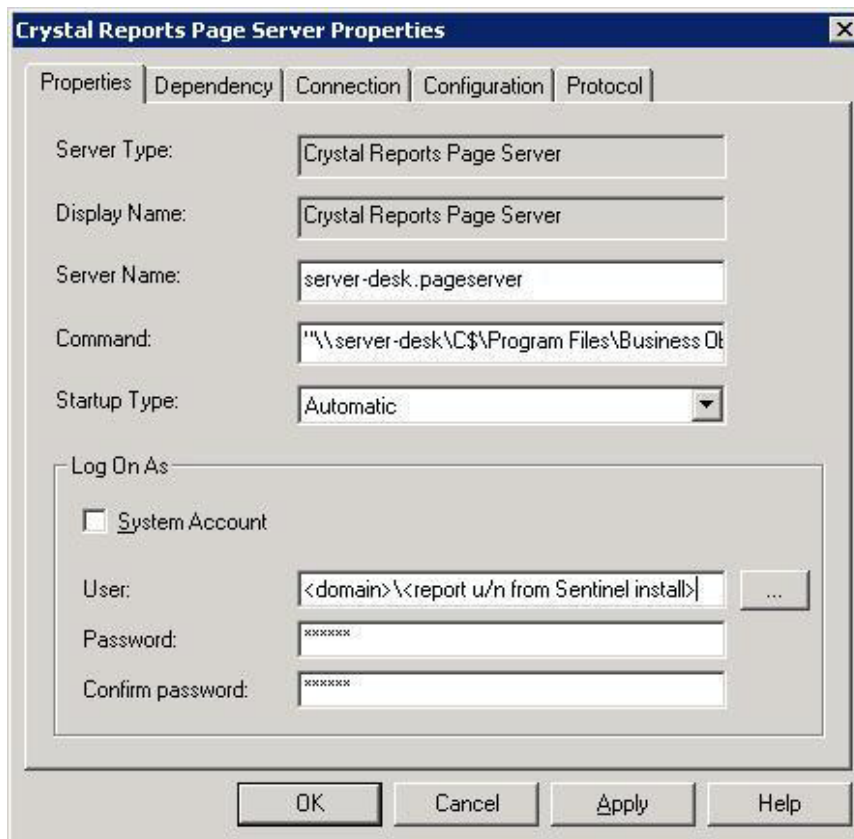 Crystal Reports Page Server Properties
Properties Dependency Connection Configuration Protocol
Server Type: Crystal Reports Page Server
Display Name: Crystal Reports Page Server
Server Name: server-desk.pageserver
Command: "\\server-desk\C$\Program Files\Business Ob
Startup Type: Automatic
Log On As
System Account
User: <domain>\<report u/n from Sentinel install> ...
Password: ******
Confirm password: ******
OK Cancel Apply Help